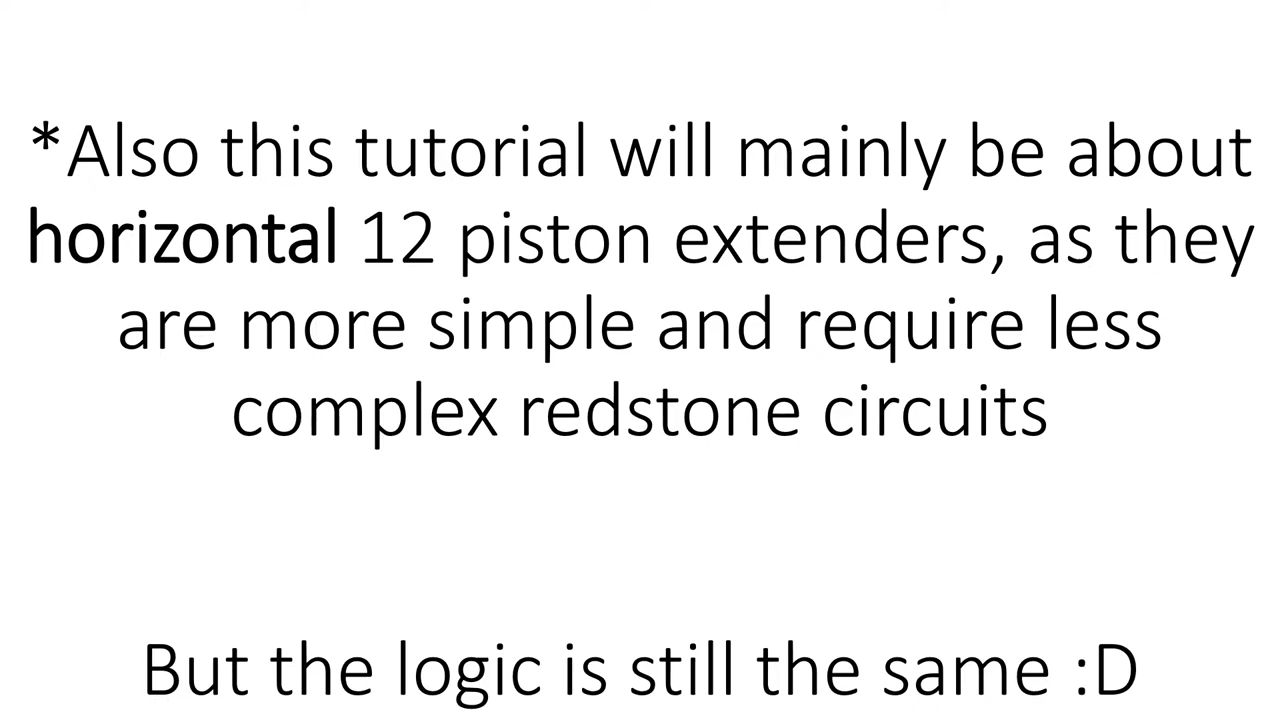 *Also this tutorial will mainly be about
horizontal 12 piston extenders, as they
are more simple and require less
complex redstone circuits
But the logic is still the same :D